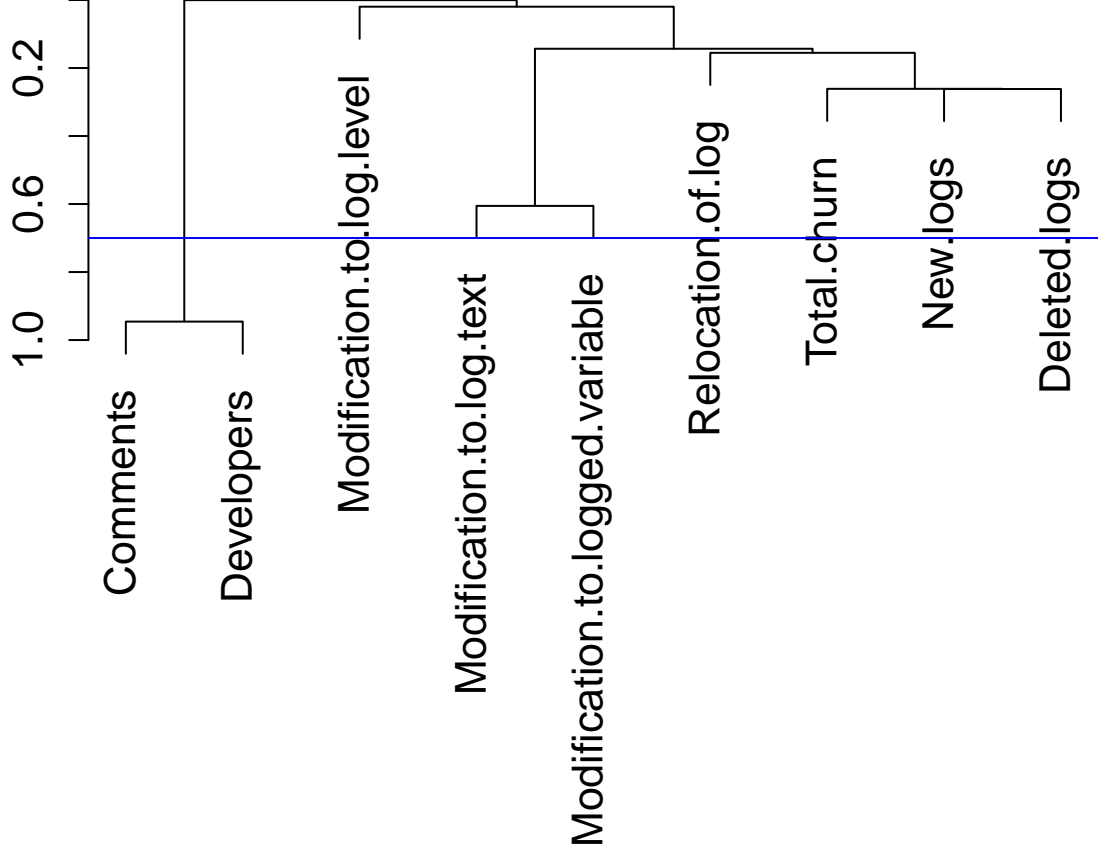 0.2
0.6
1.0
Comments
Developers
Modification.to.log.level
Modification.to.log.text
Modification.to.logged.variable
Relocation.of.log
Total.churn
New.logs
Deleted.logs